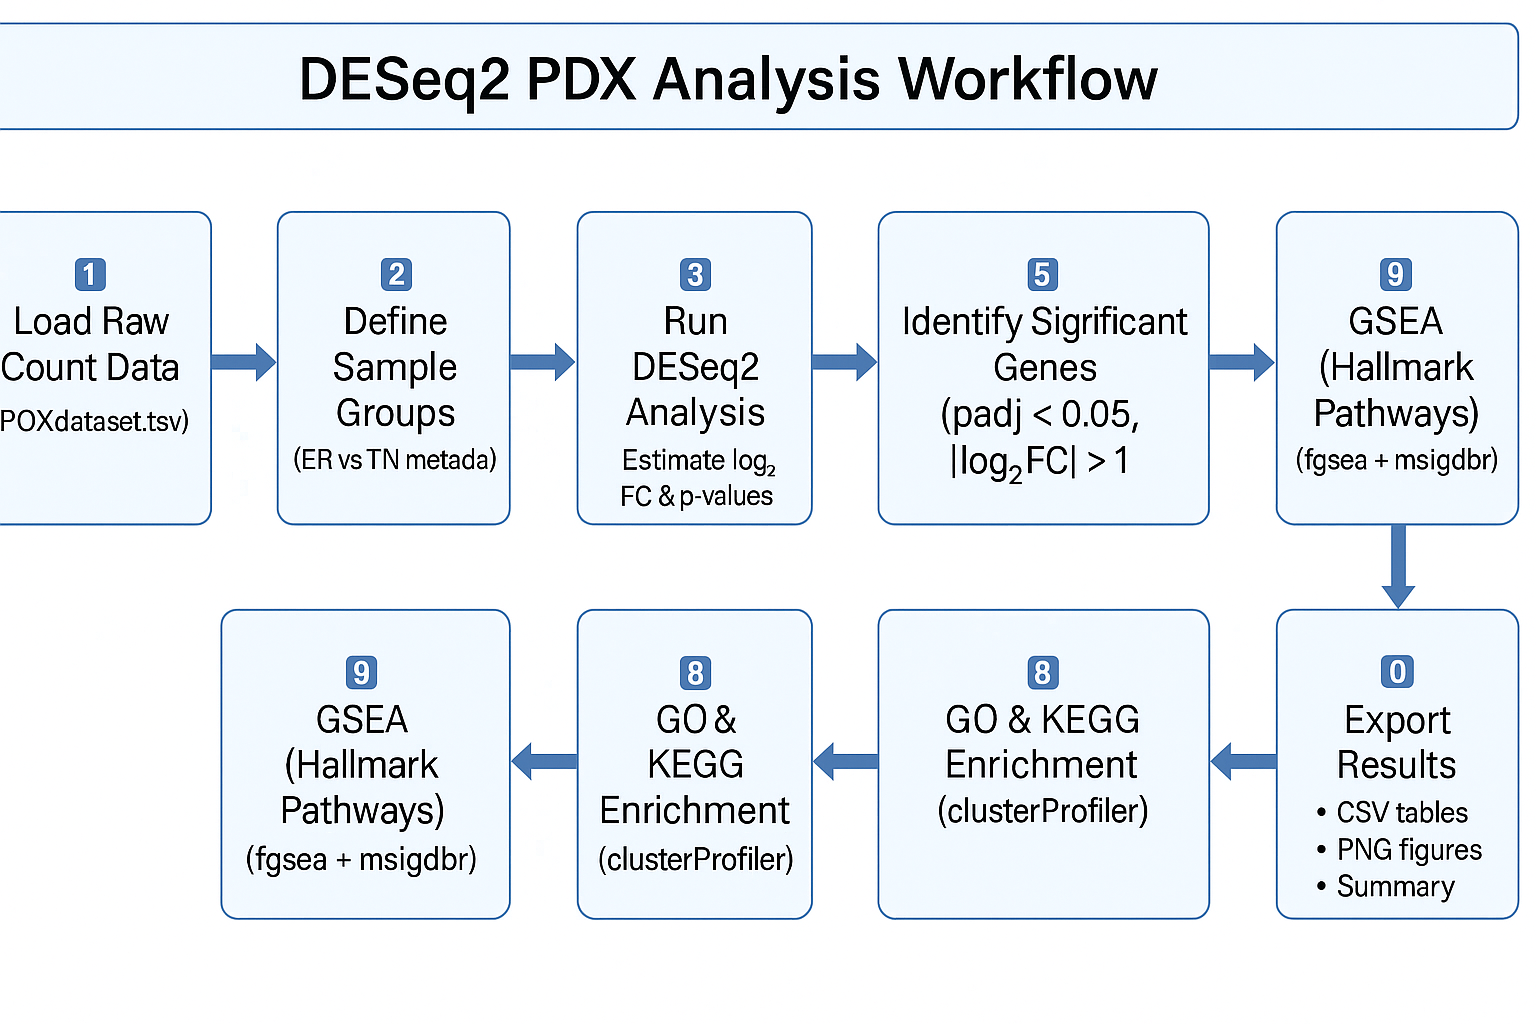 DESeq2 PDX Analysis Workflow
1
Load Raw
Count Data
POXdataset.tsv)
2
Define
Sample
Groups
(ER vs TN metada)
3
Run
DESeq2
Analysis
Estimate log₂
FC & p-values
5
Identify Sigrificant
Genes
(padj < 0.05,
|log₂FC| > 1
9
GSEA
(Hallmark
Pathways)
(fgsea + msigdbr)
9
GSEA
(Hallmark
Pathways)
(fgsea + msigdbr)
8
GO &
KEGG
Enrichment
(clusterProfiler)
8
GO & KEGG
Enrichment
(clusterProfiler)
0
Export
Results
• CSV tables
• PNG figures
• Summary